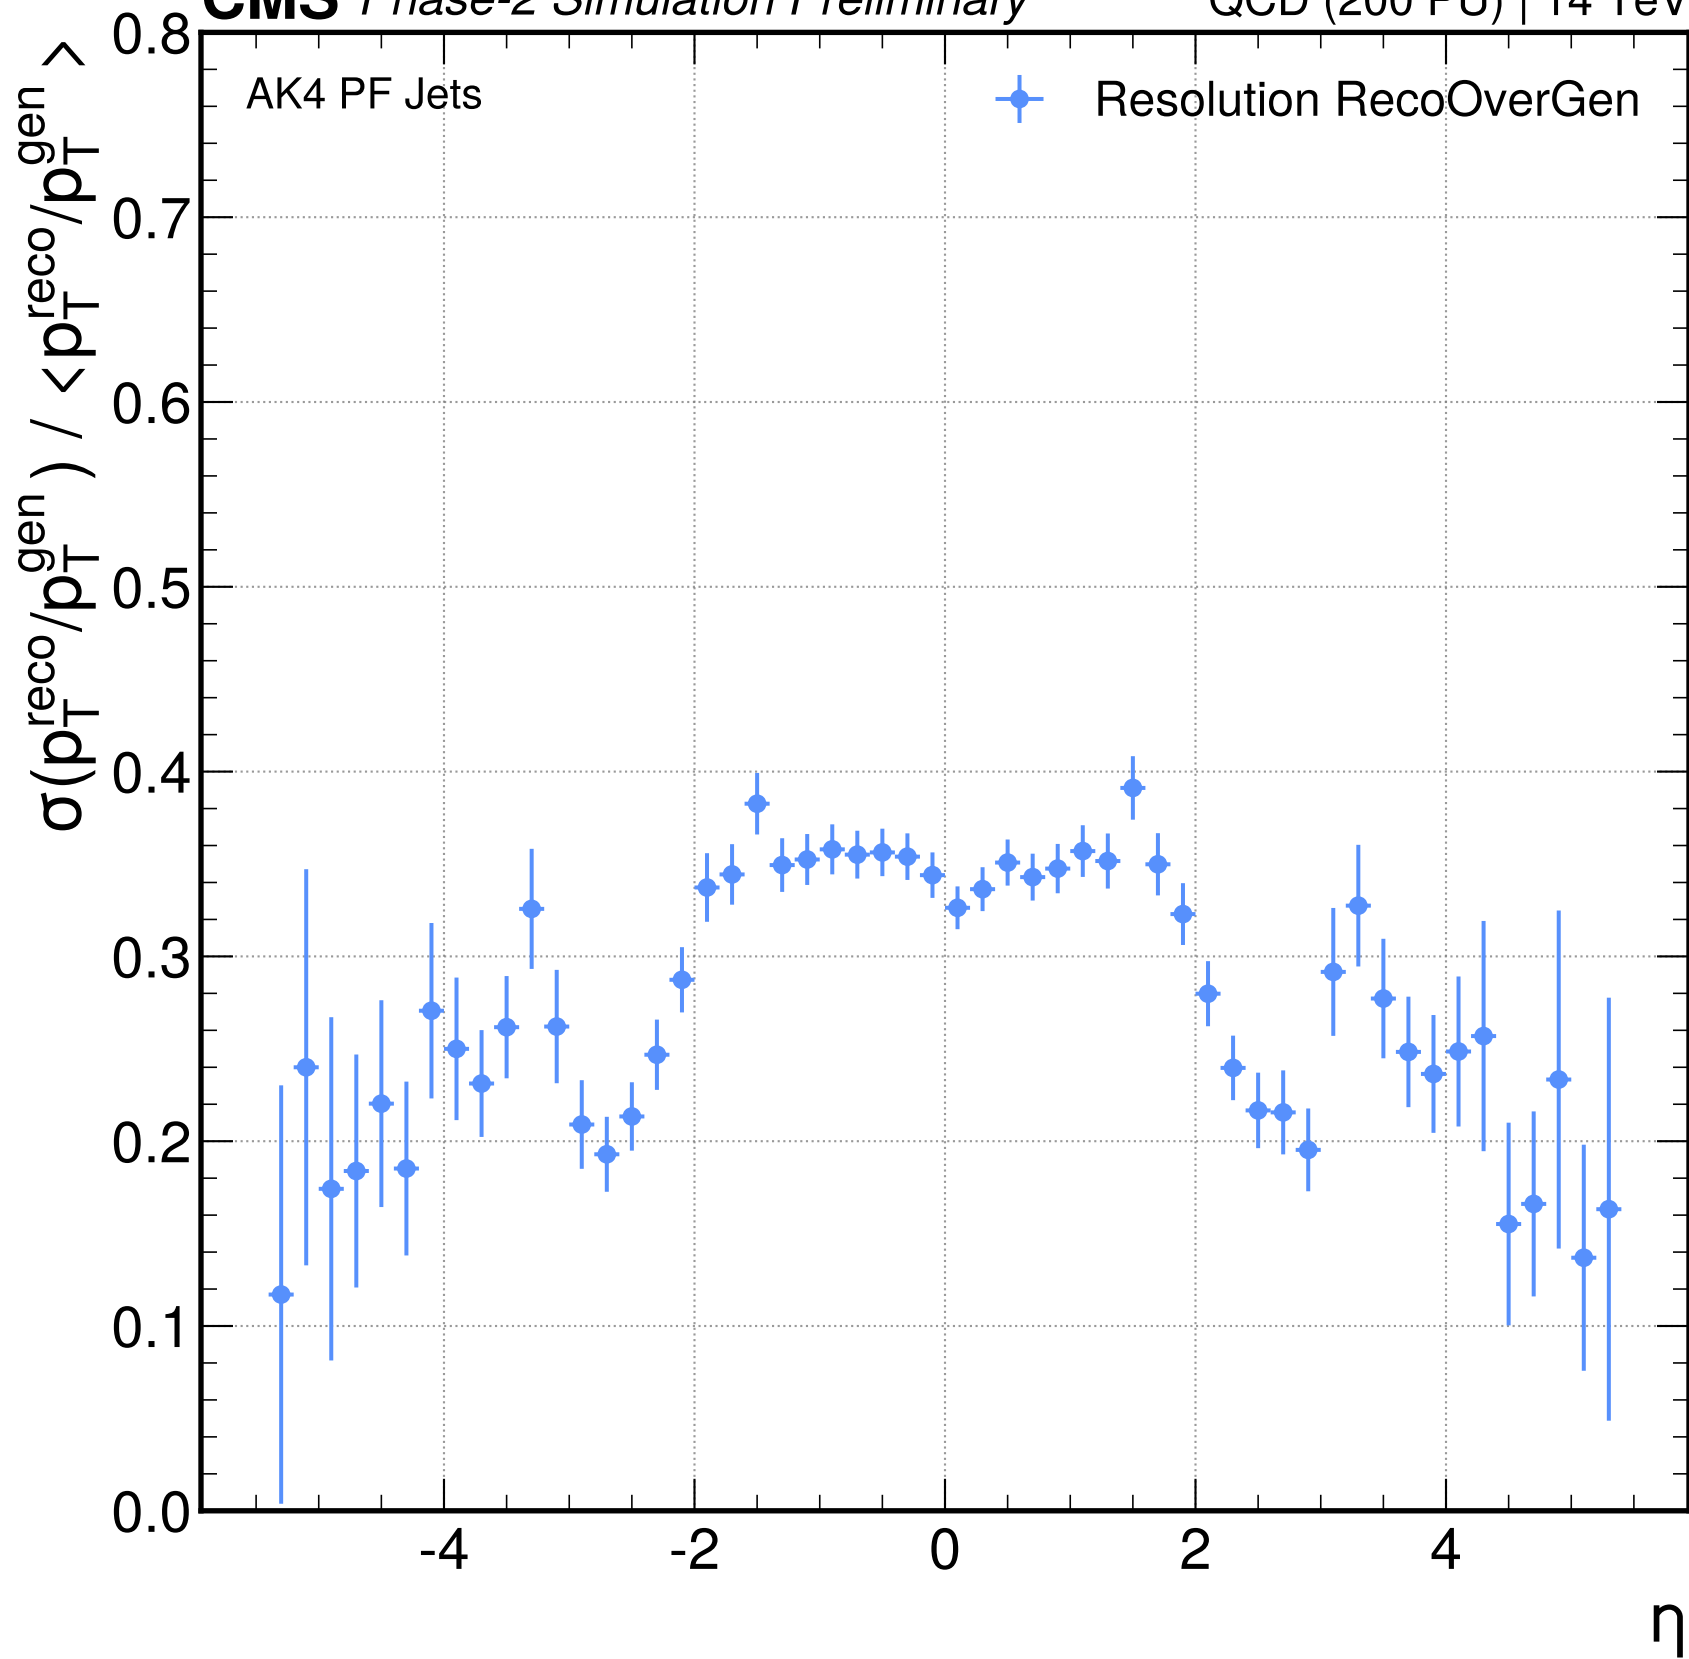 CMS Phase-2 Simulation Preliminary QCD (200 PU) | 14 TeV
AK4 PF Jets
Resolution RecoOverGen
σ(p_T^reco/p_T^gen) / <p_T^reco/p_T^gen>
0.8
0.7
0.6
0.5
0.4
0.3
0.2
0.1
0.0
-4 -2 0 2 4
η